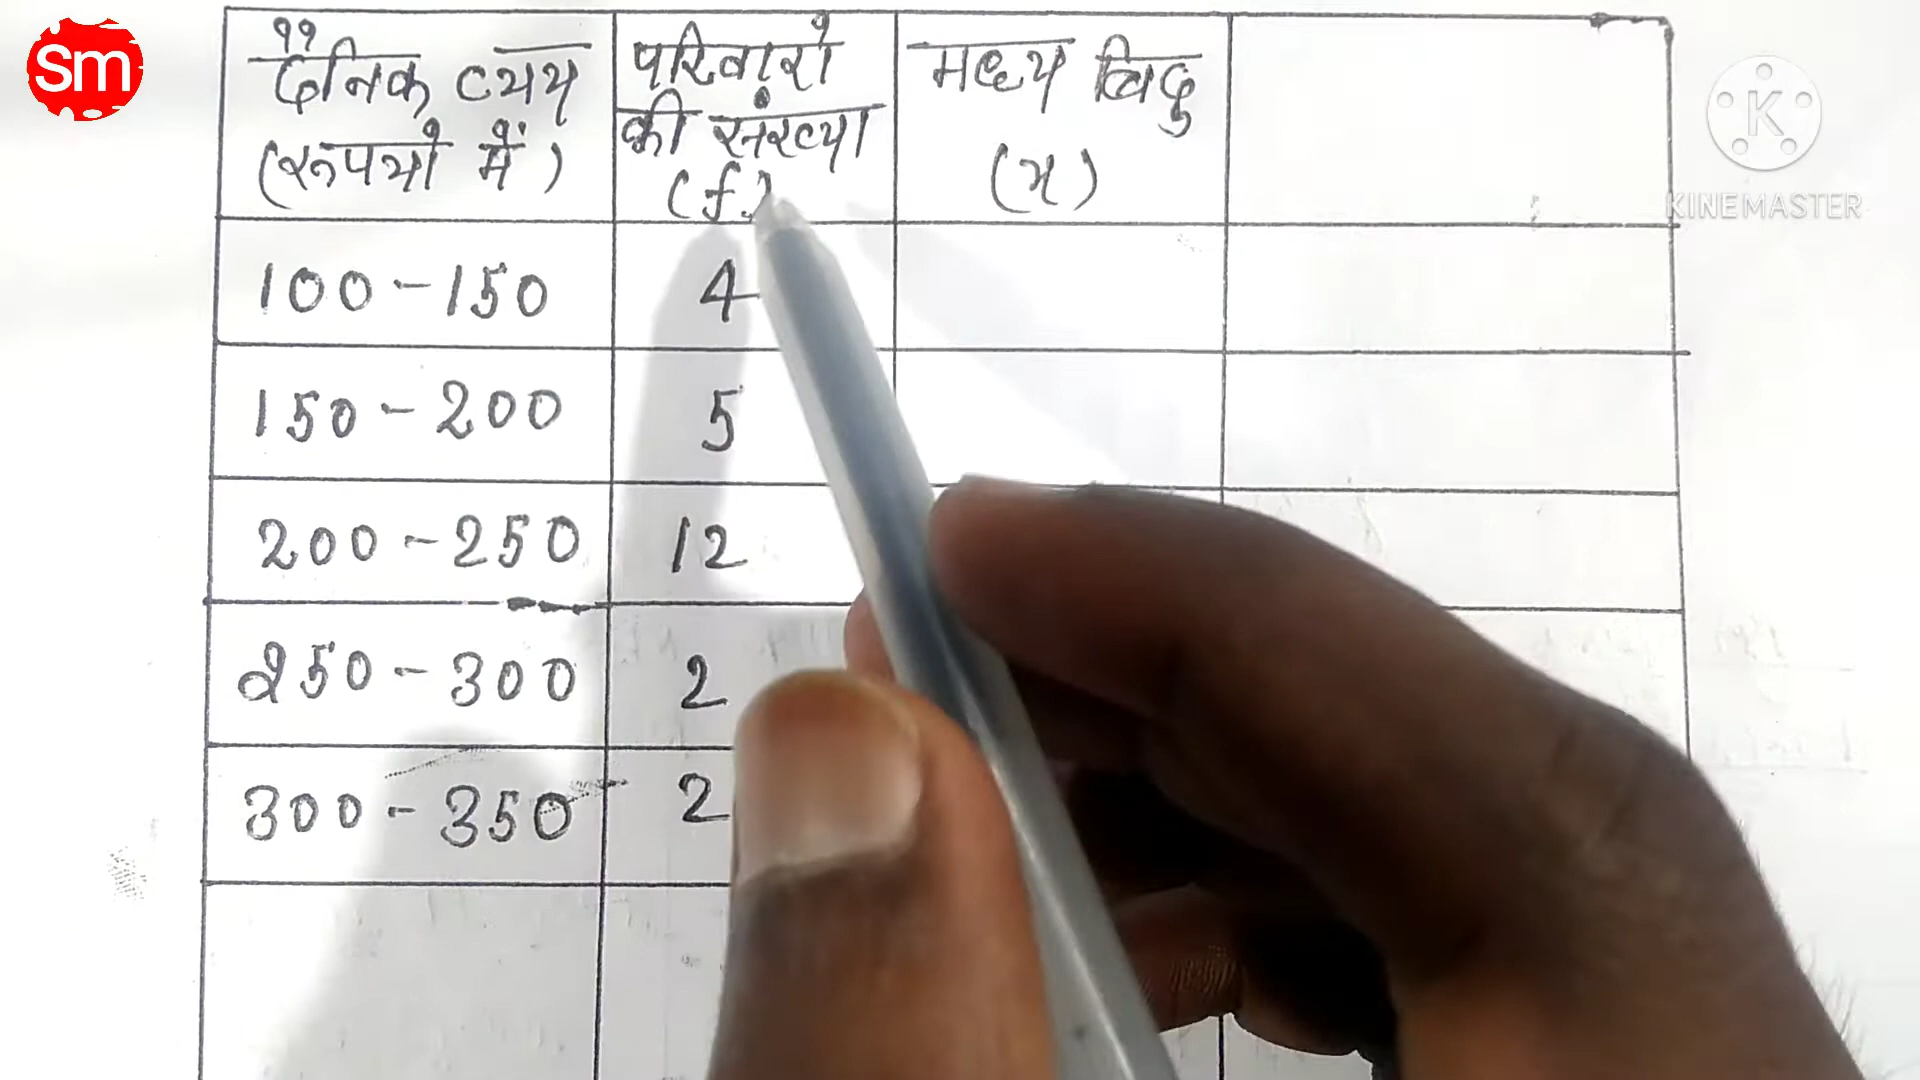 Sm
दैनिक व्यय
(रूपयो में)
परिवारो
की संख्या
(f)
मध्य बिंदु
(x)
KINEMASTER
100-150 4
150-200 5
200-250 12
250-300 2
300-350 2